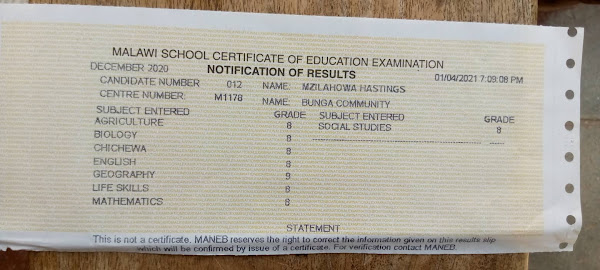 MALAWI SCHOOL CERTIFICATE OF EDUCATION EXAMINATION
DECEMBER 2020 NOTIFICATION OF RESULTS 01/04/2021 7:09:08 PM
CANDIDATE NUMBER 012 NAME: MZILAHOWA HASTINGS
CENTRE NUMBER: M1178 NAME: BUNGA COMMUNITY
SUBJECT ENTERED GRADE SUBJECT ENTERED GRADE
AGRICULTURE 8 SOCIAL STUDIES 8
BIOLOGY 8
CHICHEWA 8
ENGLISH 8
GEOGRAPHY 8
LIFE SKILLS 8
MATHEMATICS 8
STATEMENT
This is not a certificate. MANEB reserves the right to correct the information given on this results slip
which will be confirmed by issue of a certificate. For verification contact MANEB.